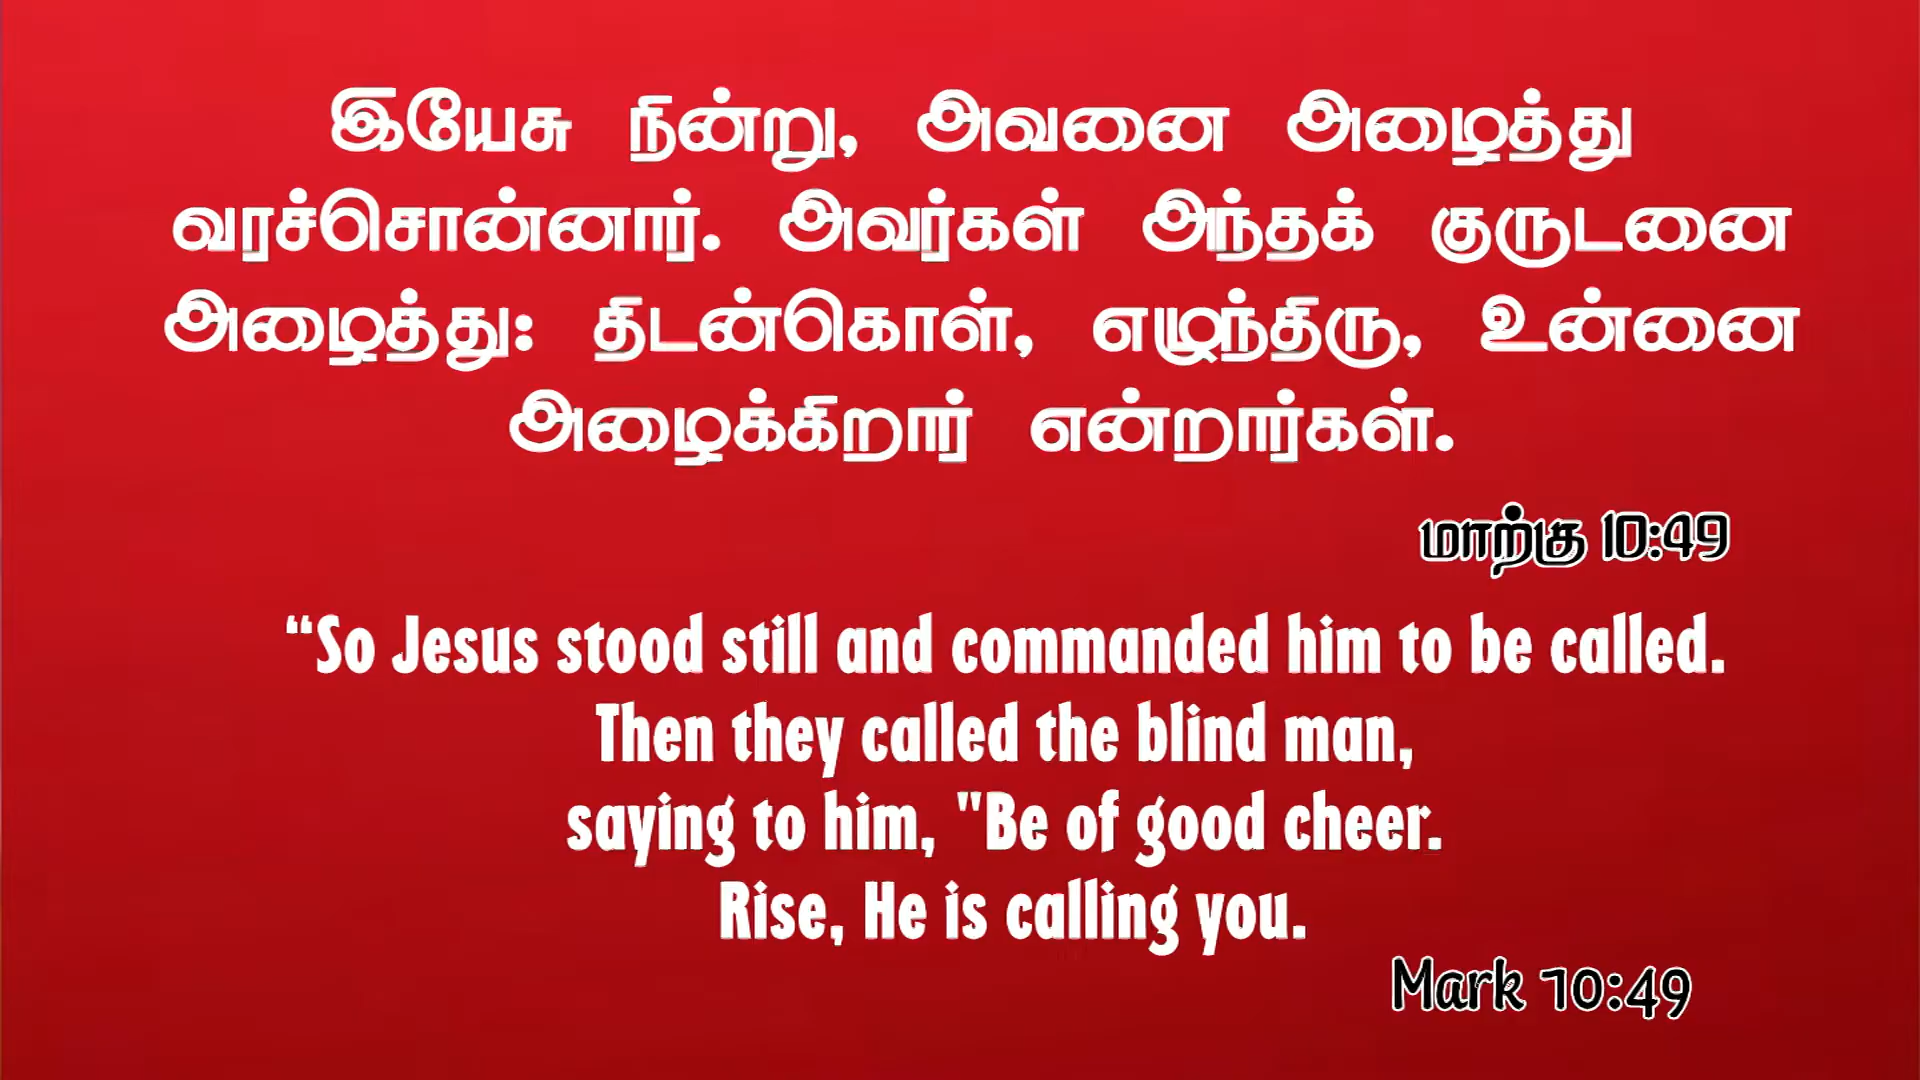 இயேசு நின்று, அவனை அழைத்து
வரச்சொன்னார். அவர்கள் அந்தக் குருடனை
அழைத்து: திடன்கொள், எழுந்திரு, உன்னை
அழைக்கிறார் என்றார்கள்.
மாற்கு 10:49
“So Jesus stood still and commanded him to be called.
Then they called the blind man,
saying to him, "Be of good cheer.
Rise, He is calling you.
Mark 10:49